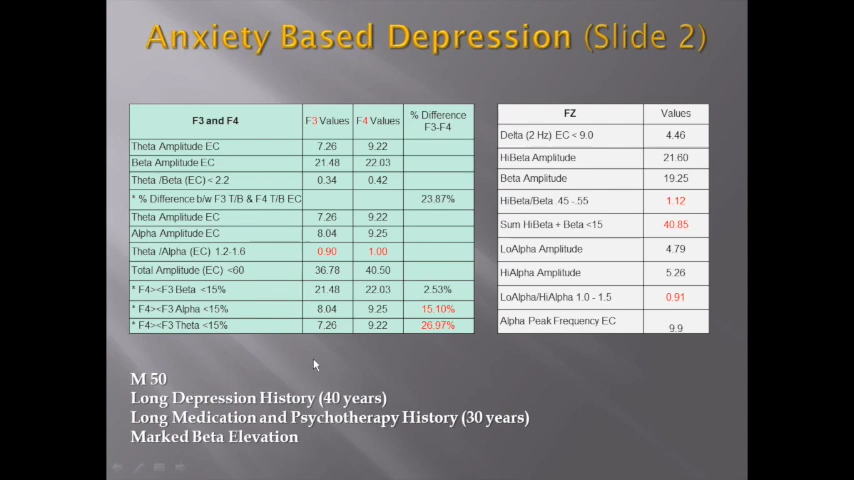 Anxiety Based Depression (Slide 2)
F3 and F4 F3 Values F4 Values % Difference F3-F4
Theta Amplitude EC 7.26 9.22
Beta Amplitude EC 21.48 22.03
Theta /Beta (EC) < 2.2 0.34 0.42
* % Difference b/w F3 T/B & F4 T/B EC 23.87%
Theta Amplitude EC 7.26 9.22
Alpha Amplitude EC 8.04 9.25
Theta /Alpha (EC) 1.2-1.6 0.90 1.00
Total Amplitude (EC) <60 36.78 40.50
* F4><F3 Beta <15% 21.48 22.03 2.53%
* F4><F3 Alpha <15% 8.04 9.25 15.10%
* F4><F3 Theta <15% 7.26 9.22 26.97%
FZ Values
Delta (2 Hz) EC < 9.0 4.46
HiBeta Amplitude 21.60
Beta Amplitude 19.25
HiBeta/Beta .45 -.55 1.12
Sum HiBeta + Beta <15 40.85
LoAlpha Amplitude 4.79
HiAlpha Amplitude 5.26
LoAlpha/HiAlpha 1.0 - 1.5 0.91
Alpha Peak Frequency EC 9.9
M 50
Long Depression History (40 years)
Long Medication and Psychotherapy History (30 years)
Marked Beta Elevation